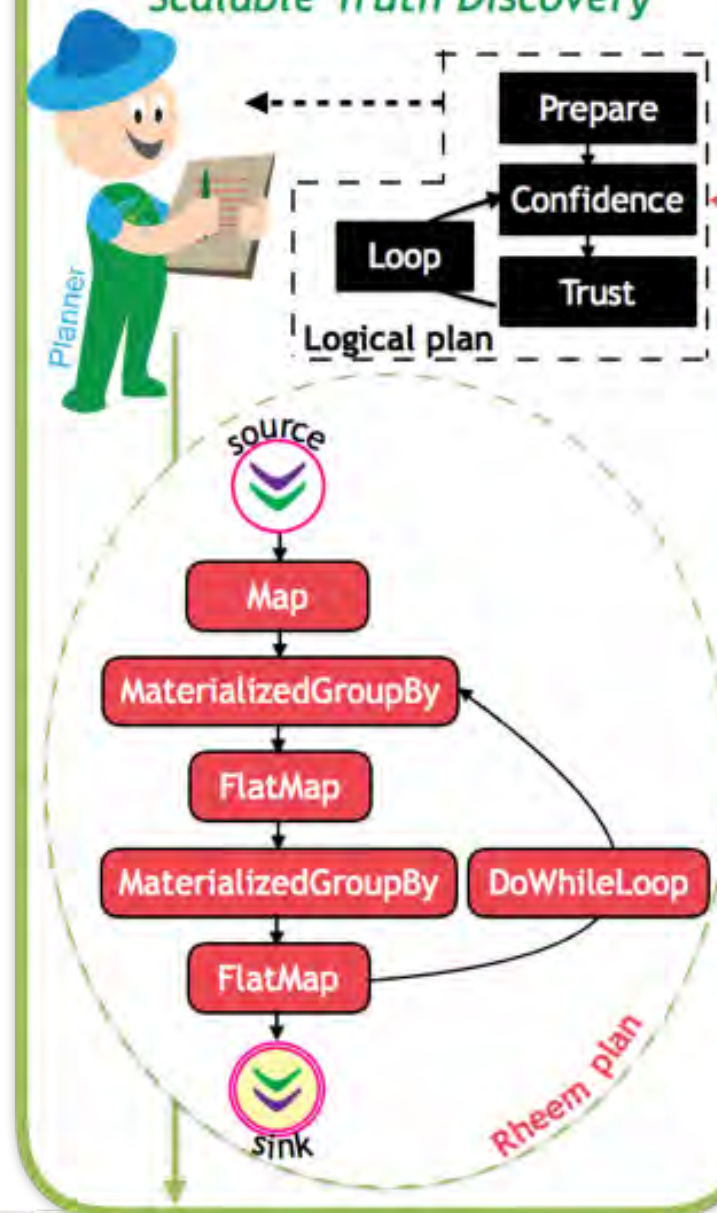 Scalable Truth Discovery
Prepare
Confidence
Loop
Trust
Logical plan
Planner
source
Map
MaterializedGroupBy
FlatMap
MaterializedGroupBy
DoWhileLoop
FlatMap
sink
Rheem plan